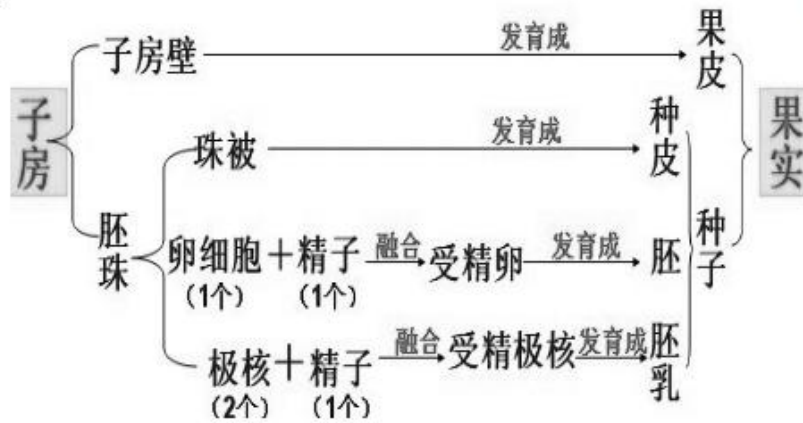 子房壁 发育成 果皮
子房
果实
珠被 发育成 种皮
胚珠
种子
卵细胞＋精子 融合 受精卵 发育成 胚
（1个） （1个）
极核＋精子 融合 受精极核 发育成 胚乳
（2个） （1个）